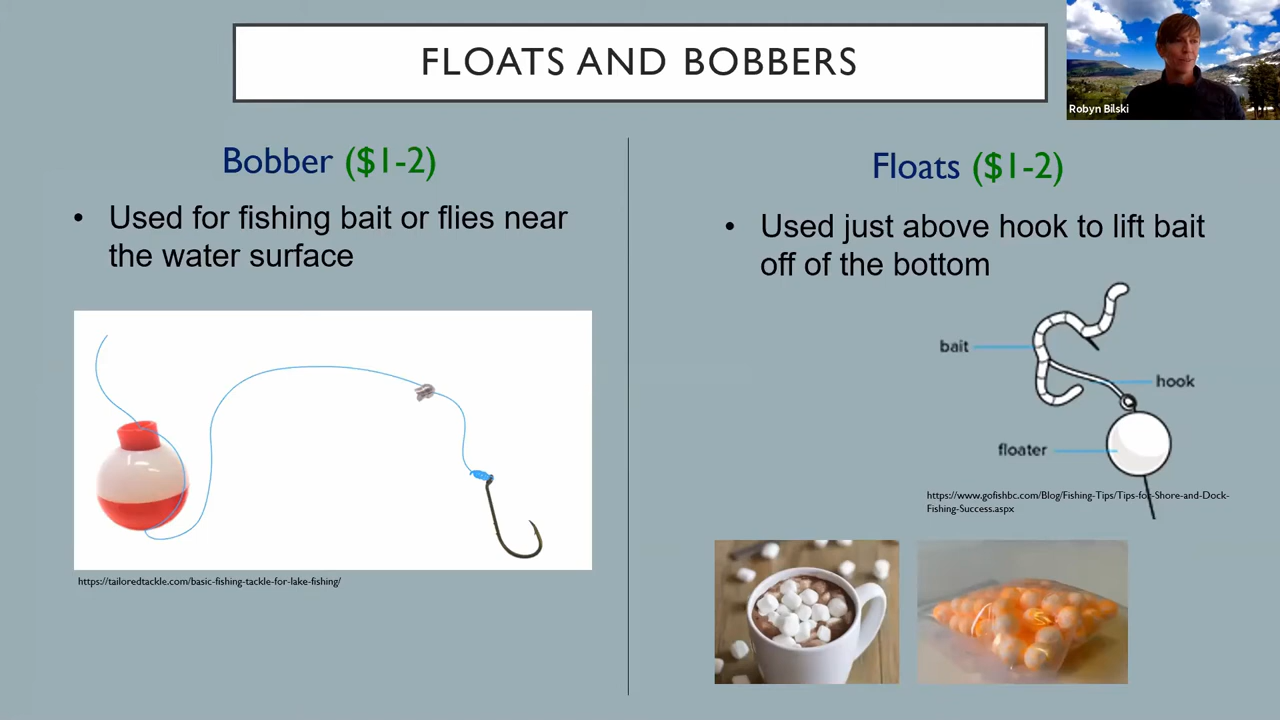 FLOATS AND BOBBERS
Robyn Bilski
Bobber ($1-2)
• Used for fishing bait or flies near
the water surface
https://tailoredtackle.com/basic-fishing-tackle-for-lake-fishing/
Floats ($1-2)
• Used just above hook to lift bait
off of the bottom
bait
hook
floater
https://www.gofishbc.com/Blog/Fishing-Tips/Tips-for-Shore-and-Dock-
Fishing-Success.aspx